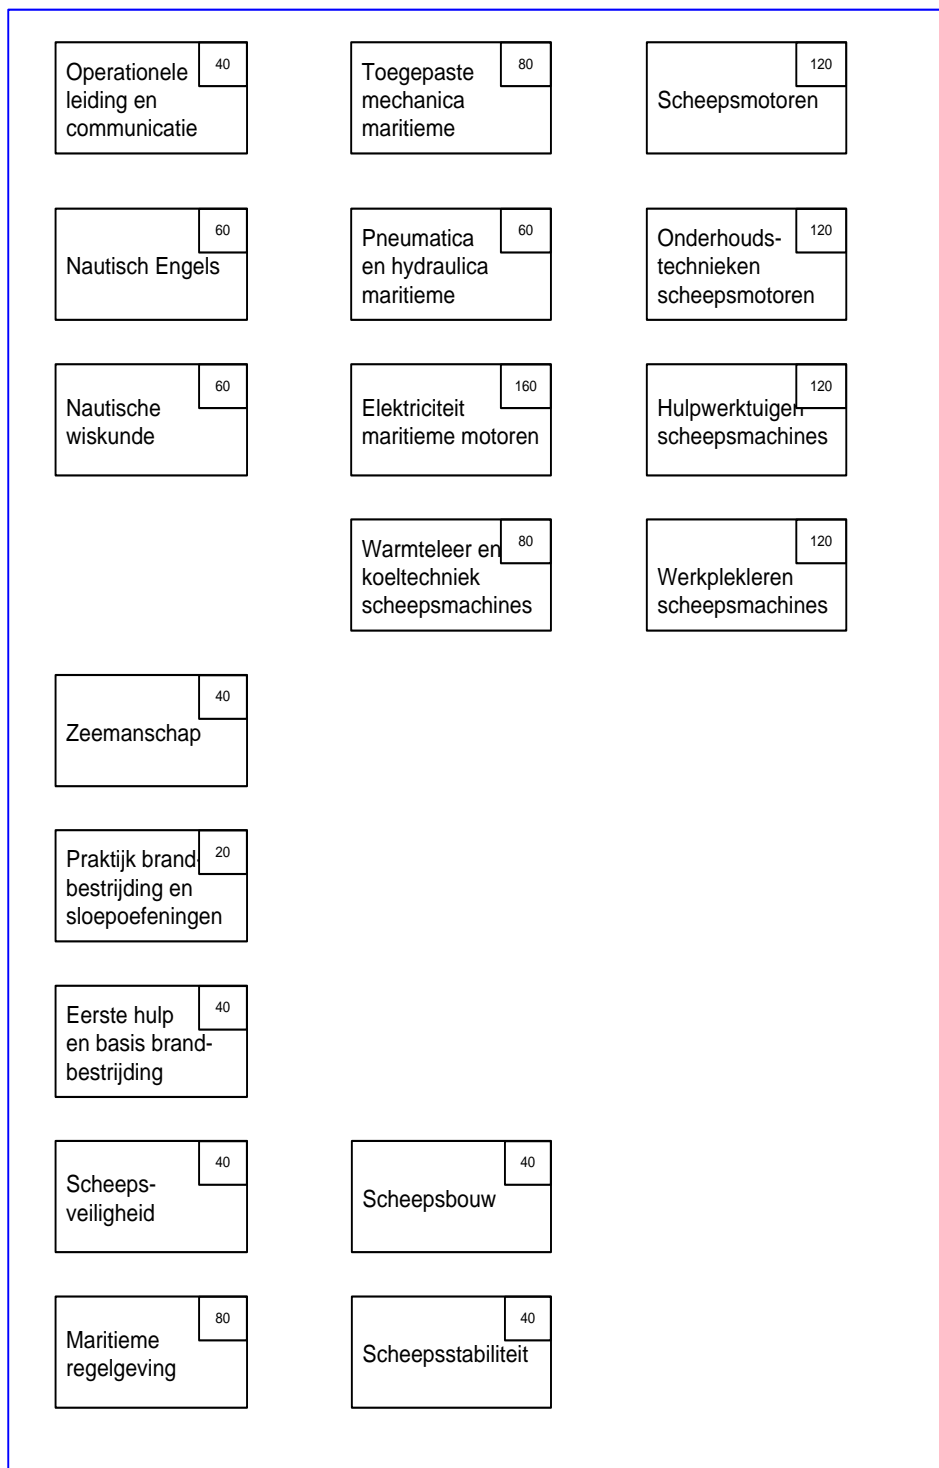 40
Operationele
leiding en
communicatie
80
Toegepaste
mechanica
maritieme
120
Scheepsmotoren
60
Nautisch Engels
60
Pneumatica
en hydraulica
maritieme
120
Onderhouds-
technieken
scheepsmotoren
60
Nautische
wiskunde
160
Elektriciteit
maritieme motoren
120
Hulpwerktuigen
scheepsmachines
80
Warmteleer en
koeltechniek
scheepsmachines
120
Werkplekleren
scheepsmachines
40
Zeemanschap
20
Praktijk brand-
bestrijding en
sloepoefeningen
40
Eerste hulp
en basis brand-
bestrijding
40
Scheeps-
veiligheid
40
Scheepsbouw
80
Maritieme
regelgeving
40
Scheepsstabiliteit